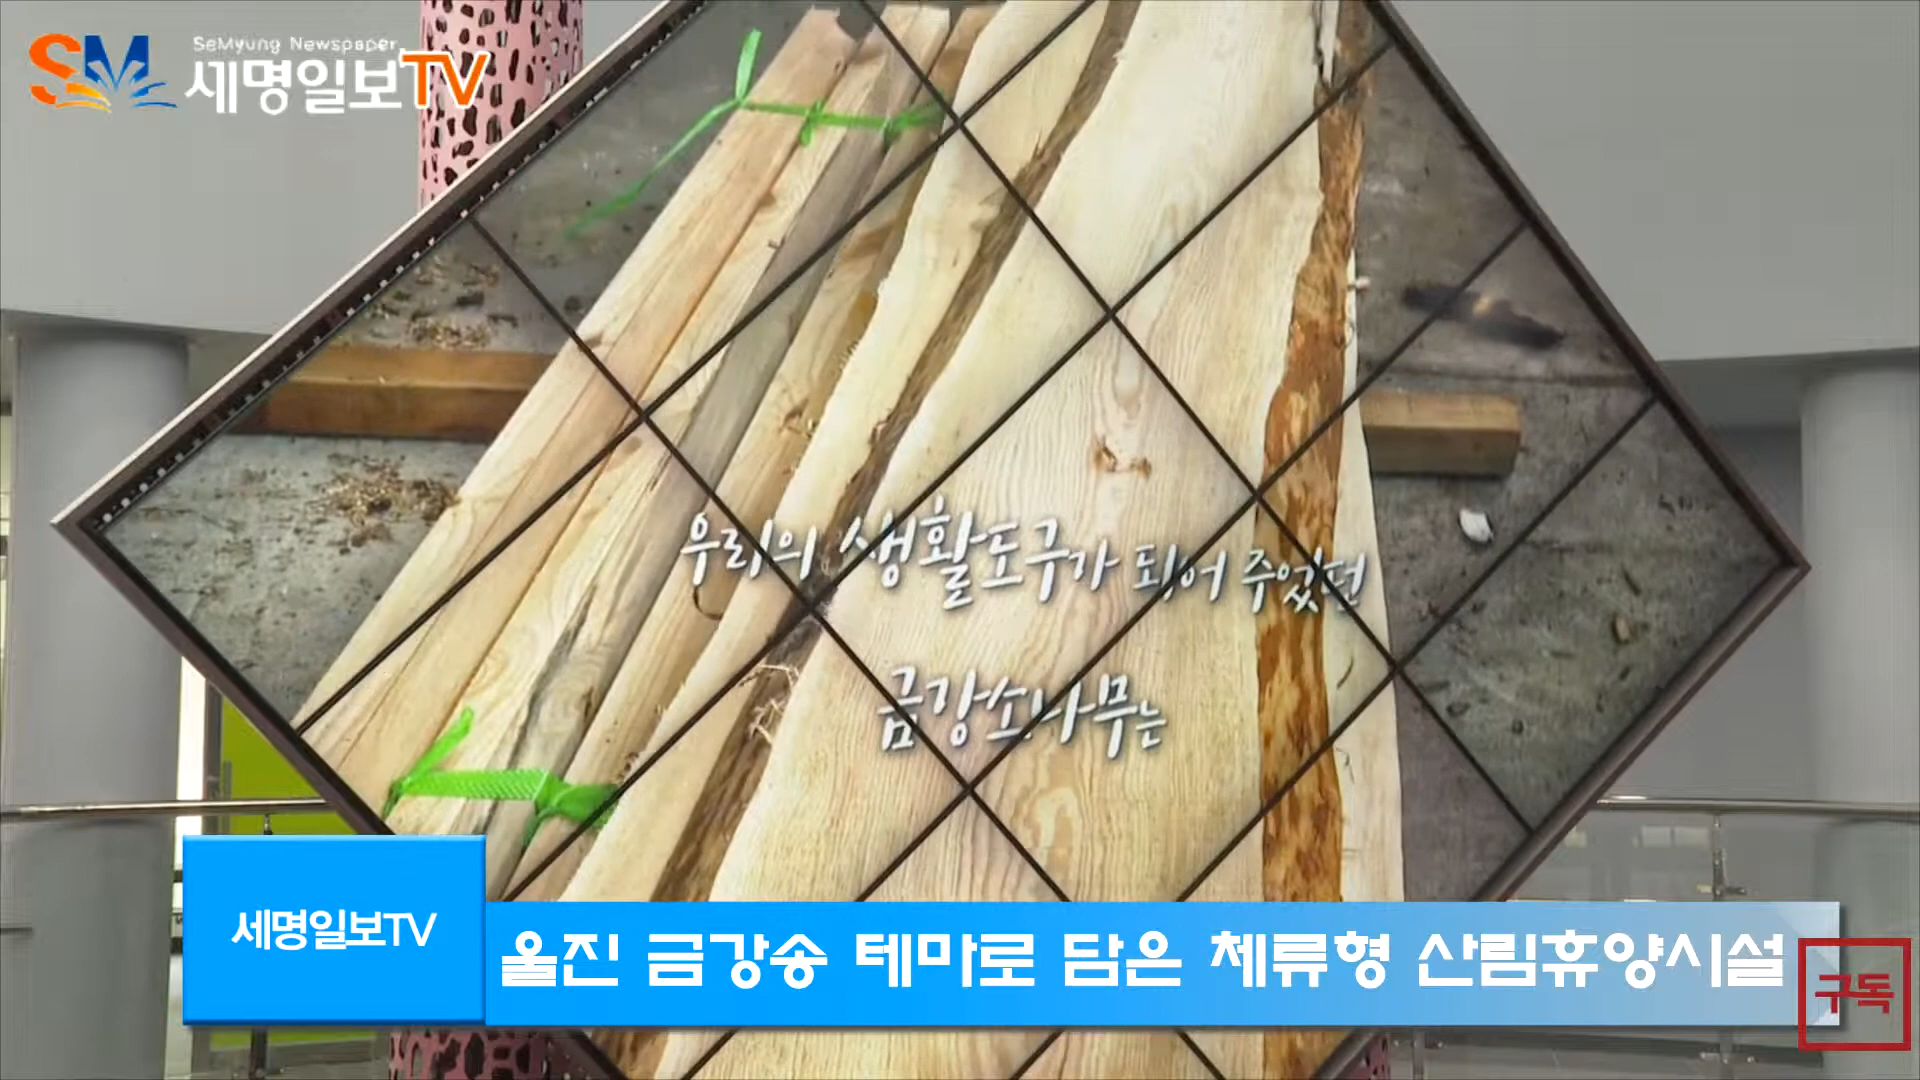 SM
SeMyung Newspaper
세명일보TV
우리의 생활도구가 되어 주었던
금강소나무는
세명일보TV
울진 금강송 테마로 담은 체류형 산림휴양시설
구독